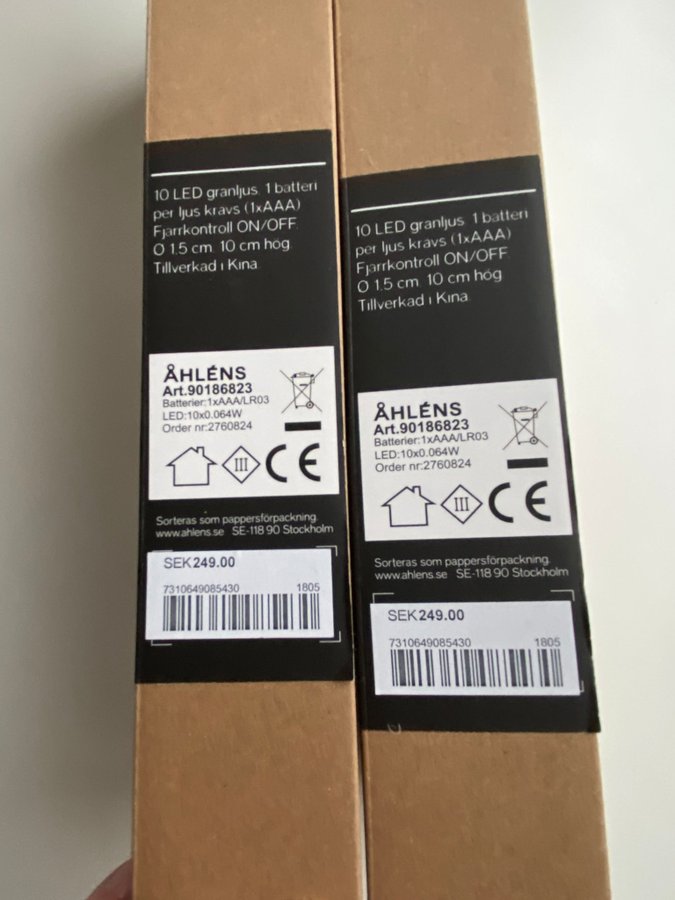 10 LED granljus. 1 batteri
per ljus kravs (1xAAA)
Fjarrkontroll ON/OFF.
O 1.5 cm. 10 cm hög.
Tillverkad i Kina.
ÅHLÉNS
Art.90186823
Batterier:1xAAA/LR03
LED:10x0.064W
Order nr:2760824
III
CE
Sorteras som pappersförpackning.
www.ahlens.se SE-118 90 Stockholm
SEK249.00
7310649085430 1805
10 LED granljus. 1 batteri
per ljus kravs (1xAAA)
Fjarrkontroll ON/OFF.
O 1.5 cm. 10 cm hög
Tillverkad i Kina.
ÅHLÉNS
Art.90186823
Batterier:1xAAA/LR03
LED:10x0.064W
Order nr:2760824
III
CE
Sorteras som pappersförpackning.
www.ahlens.se SE-118 90 Stockholm
SEK249.00
7310649085430 1805